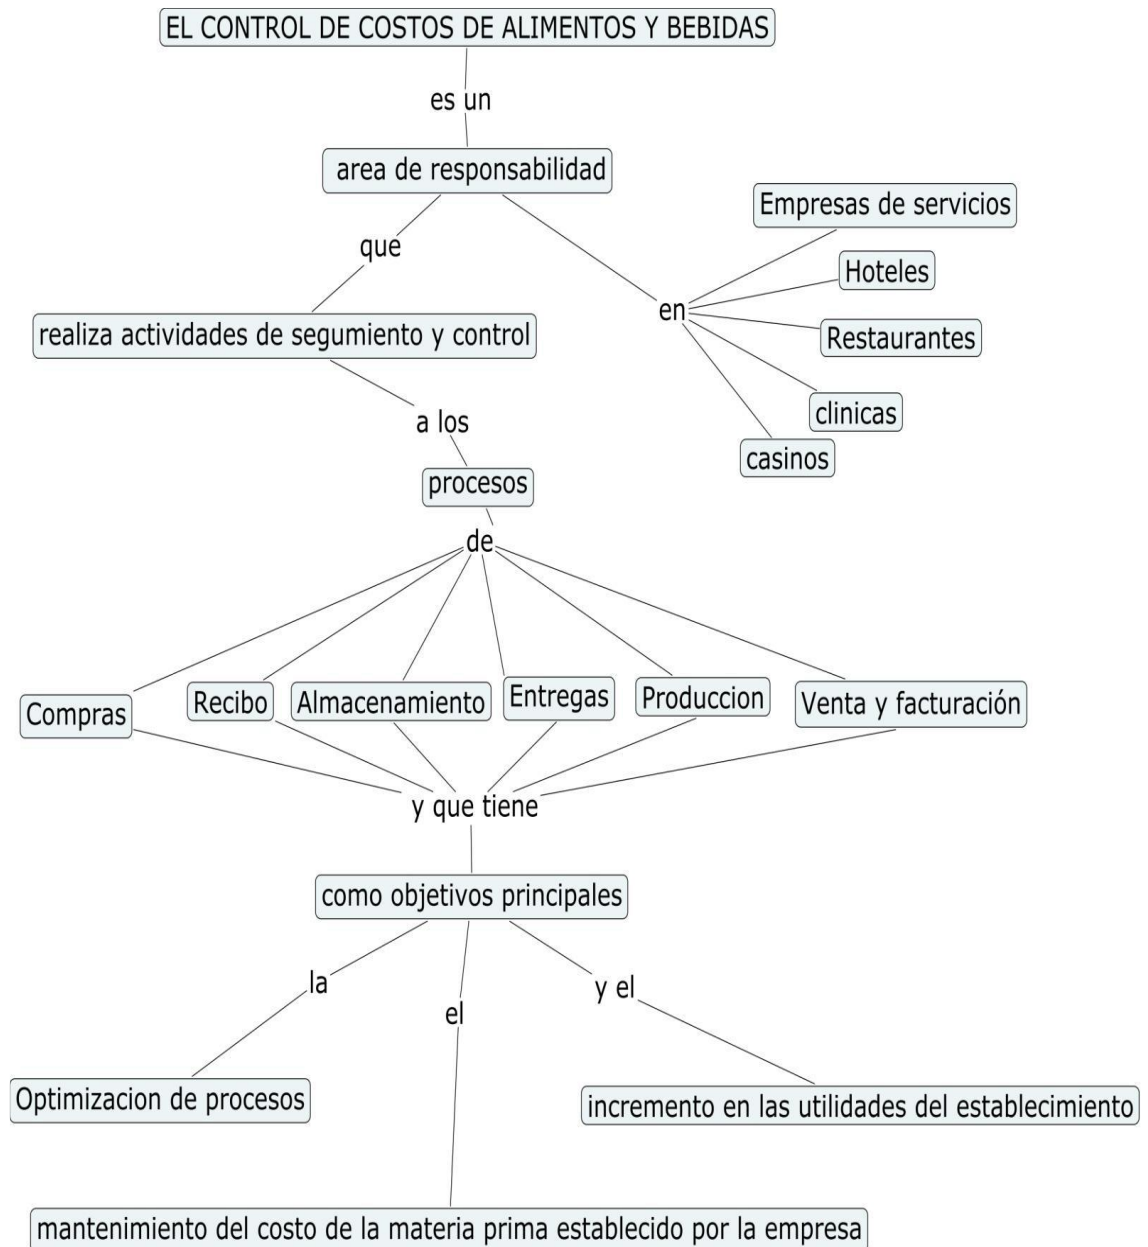 EL CONTROL DE COSTOS DE ALIMENTOS Y BEBIDAS
es un
area de responsabilidad
que
en
Empresas de servicios
Hoteles
Restaurantes
clinicas
casinos
realiza actividades de segumiento y control
a los
procesos
de
Compras
Recibo
Almacenamiento
Entregas
Produccion
Venta y facturación
y que tiene
como objetivos principales
la
el
y el
Optimizacion de procesos
incremento en las utilidades del establecimiento
mantenimiento del costo de la materia prima establecido por la empresa